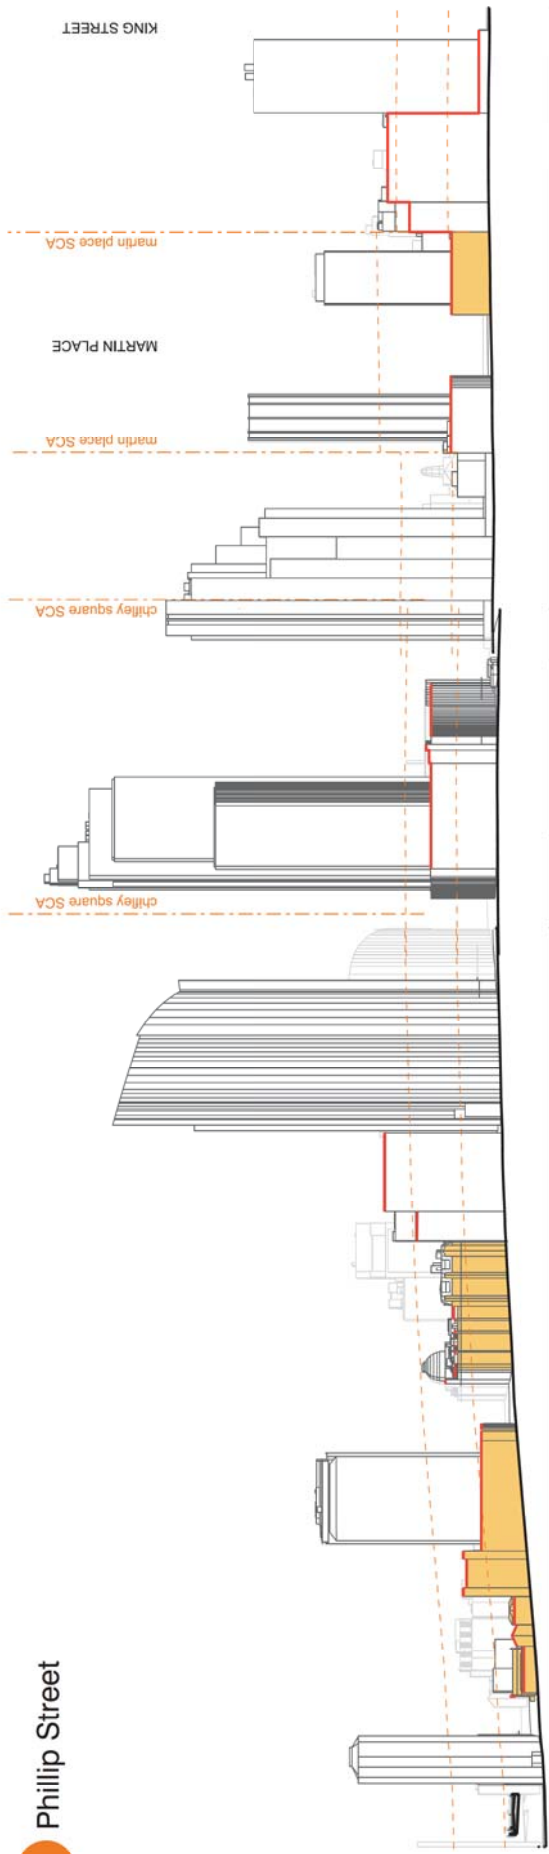 Phillip Street
chifley square SCA
chifley square SCA
martin place SCA
MARTIN PLACE
martin place SCA
KING STREET